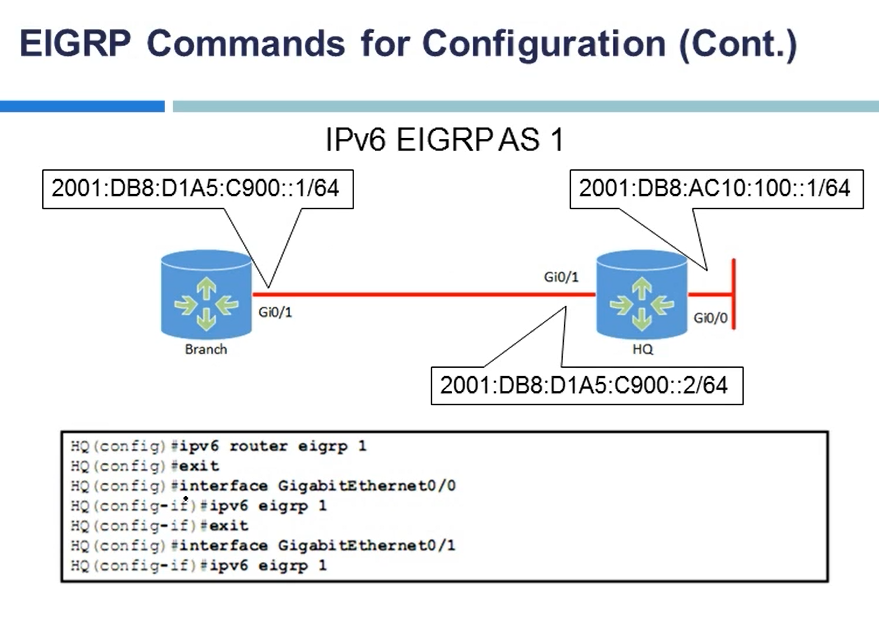 EIGRP Commands for Configuration (Cont.)
IPv6 EIGRP AS 1
2001:DB8:D1A5:C900::1/64
2001:DB8:AC10:100::1/64
Gi0/1
Gi0/1
Gi0/0
Branch
HQ
2001:DB8:D1A5:C900::2/64
HQ(config)#ipv6 router eigrp 1
HQ(config)#exit
HQ(config)#interface GigabitEthernet0/0
HQ(config-if)#ipv6 eigrp 1
HQ(config-if)#exit
HQ(config)#interface GigabitEthernet0/1
HQ(config-if)#ipv6 eigrp 1